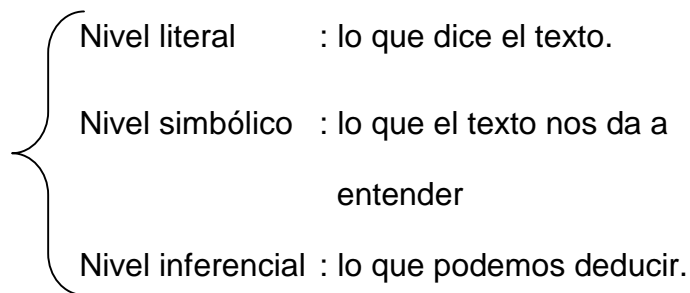 Nivel literal : lo que dice el texto.
Nivel simbólico : lo que el texto nos da a
entender
Nivel inferencial : lo que podemos deducir.